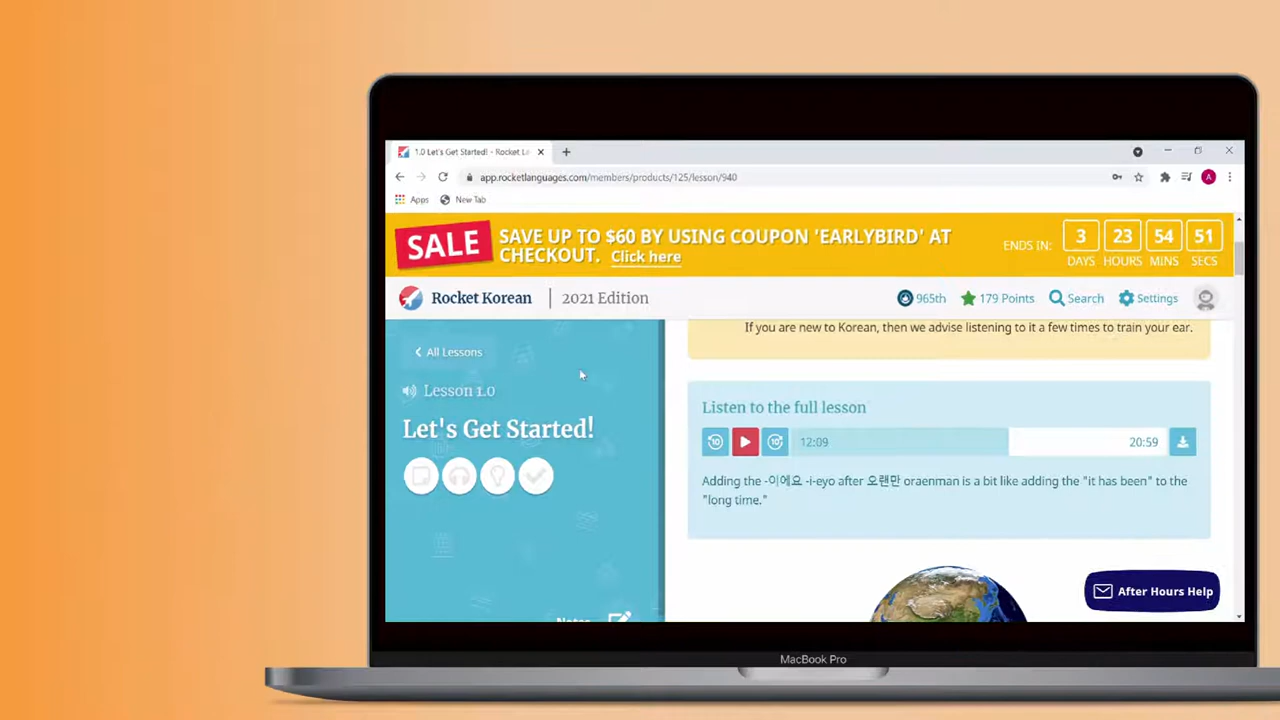 1.0 Let's Get Started! - Rocket Le
app.rocketlanguages.com/members/products/125/lesson/940
A
Apps New Tab
SALE
SAVE UP TO $60 BY USING COUPON 'EARLYBIRD' AT
CHECKOUT. Click here
ENDS IN:
3 23 54 51
DAYS HOURS MINS SECS
Rocket Korean | 2021 Edition
965th 179 Points Search Settings
All Lessons
Lesson 1.0
Let's Get Started!
Notes
If you are new to Korean, then we advise listening to it a few times to train your ear.
Listen to the full lesson
10 10 12:09 20:59
Adding the -이에요 -i-eyo after 오랜만 oraenman is a bit like adding the "it has been" to the
"long time."
After Hours Help
MacBook Pro